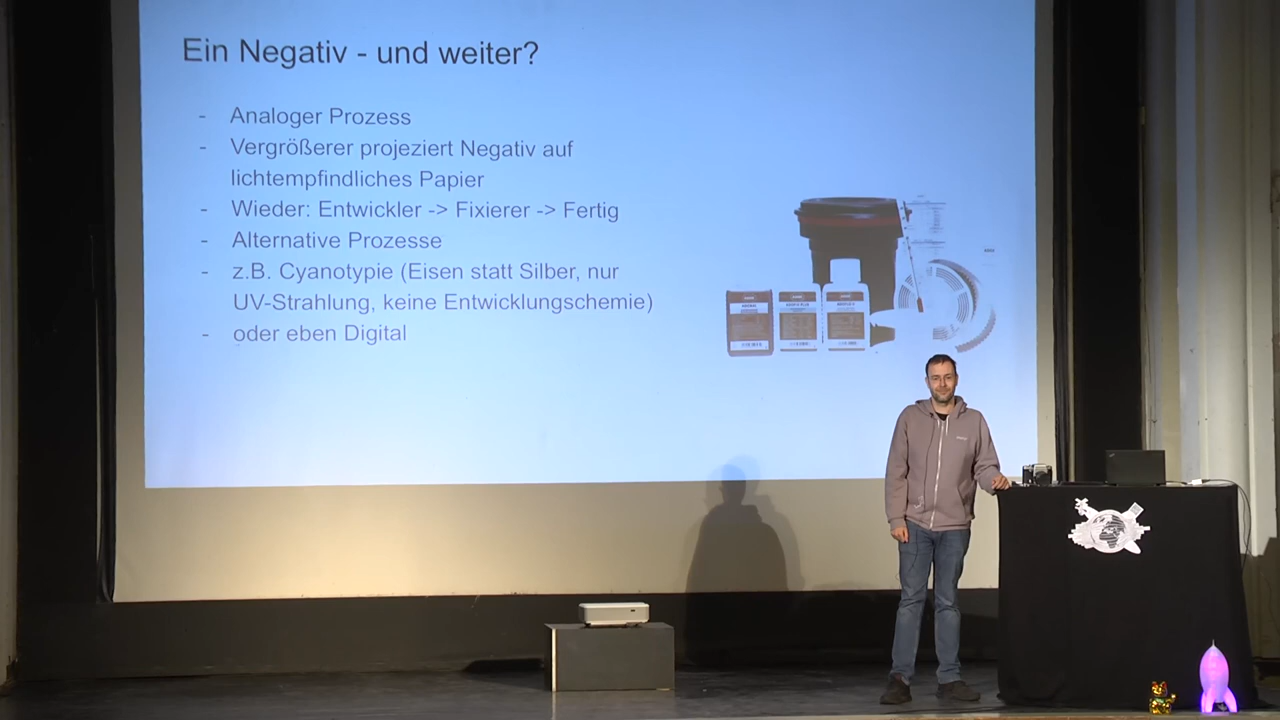 Ein Negativ - und weiter?
- Analoger Prozess
- Vergrößerer projeziert Negativ auf
lichtempfindliches Papier
- Wieder: Entwickler -> Fixierer -> Fertig
- Alternative Prozesse
- z.B. Cyanotypie (Eisen statt Silber, nur
UV-Strahlung, keine Entwicklungschemie)
- oder eben Digital